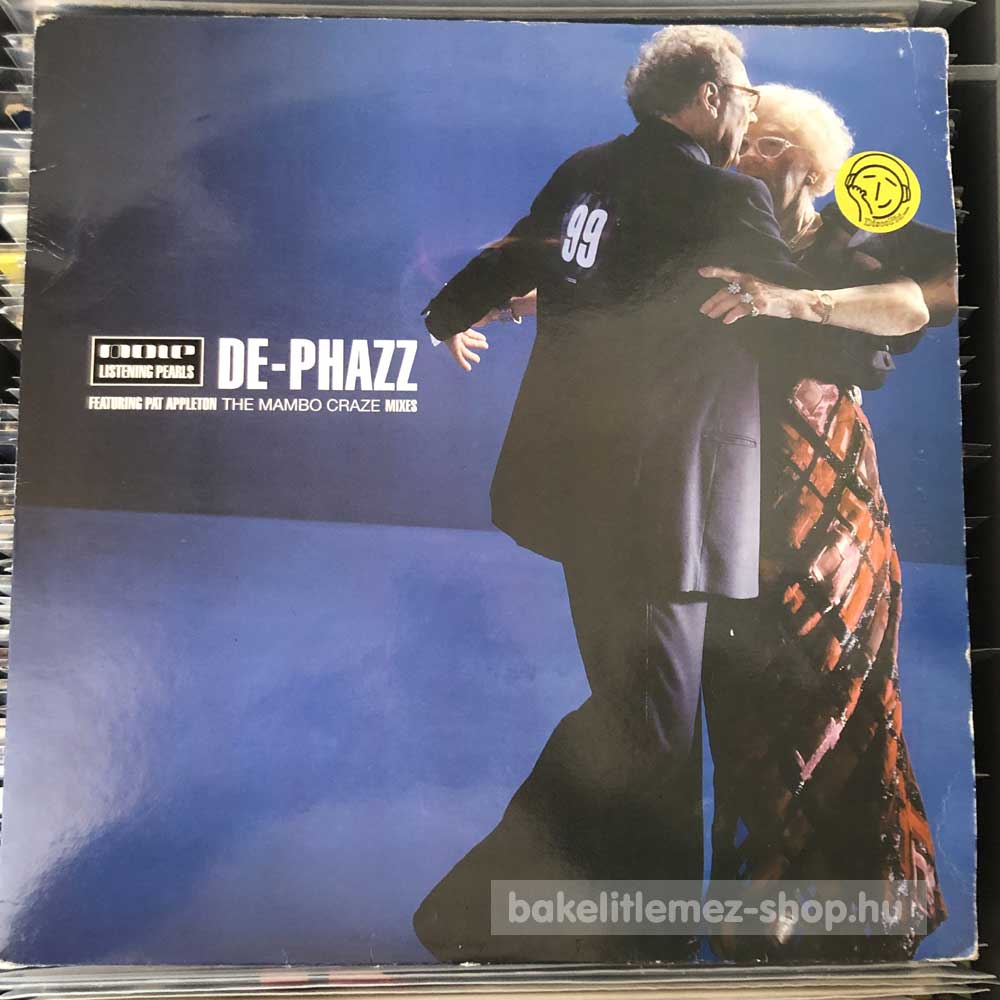 99
mole
LISTENING PEARLS
DE-PHAZZ
FEATURING PAT APPLETON THE MAMBO CRAZE MIXES
bakelitlemez-shop.hu